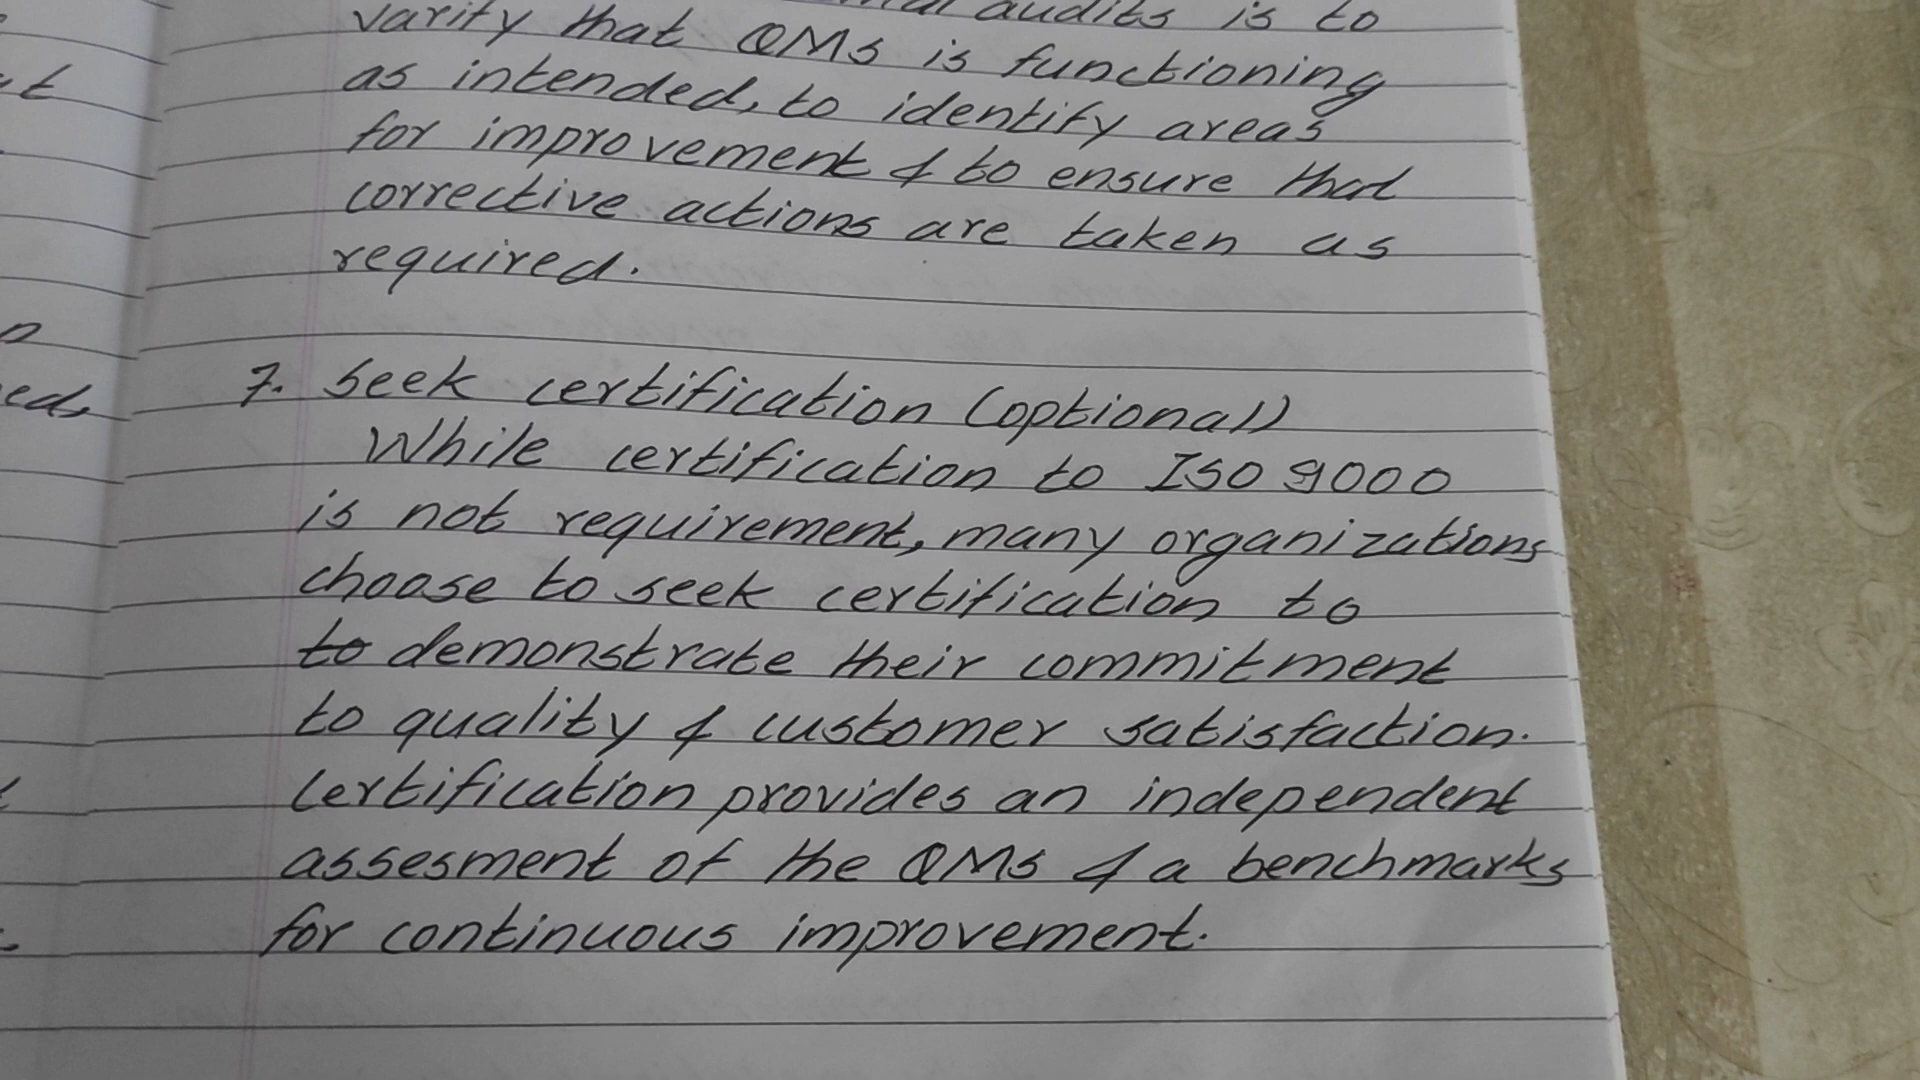 audits is to
varify that QMS is functioning
as intended, to identify areas
for improvement & to ensure that
corrective actions are taken as
required.
7. Seek certification (optional)
While certification to ISO 9000
is not requirement, many organizations
choose to seek certification to
to demonstrate their commitment
to quality & customer satisfaction.
Certification provides an independent
assesment of the QMS & a benchmarks
for continuous improvement.